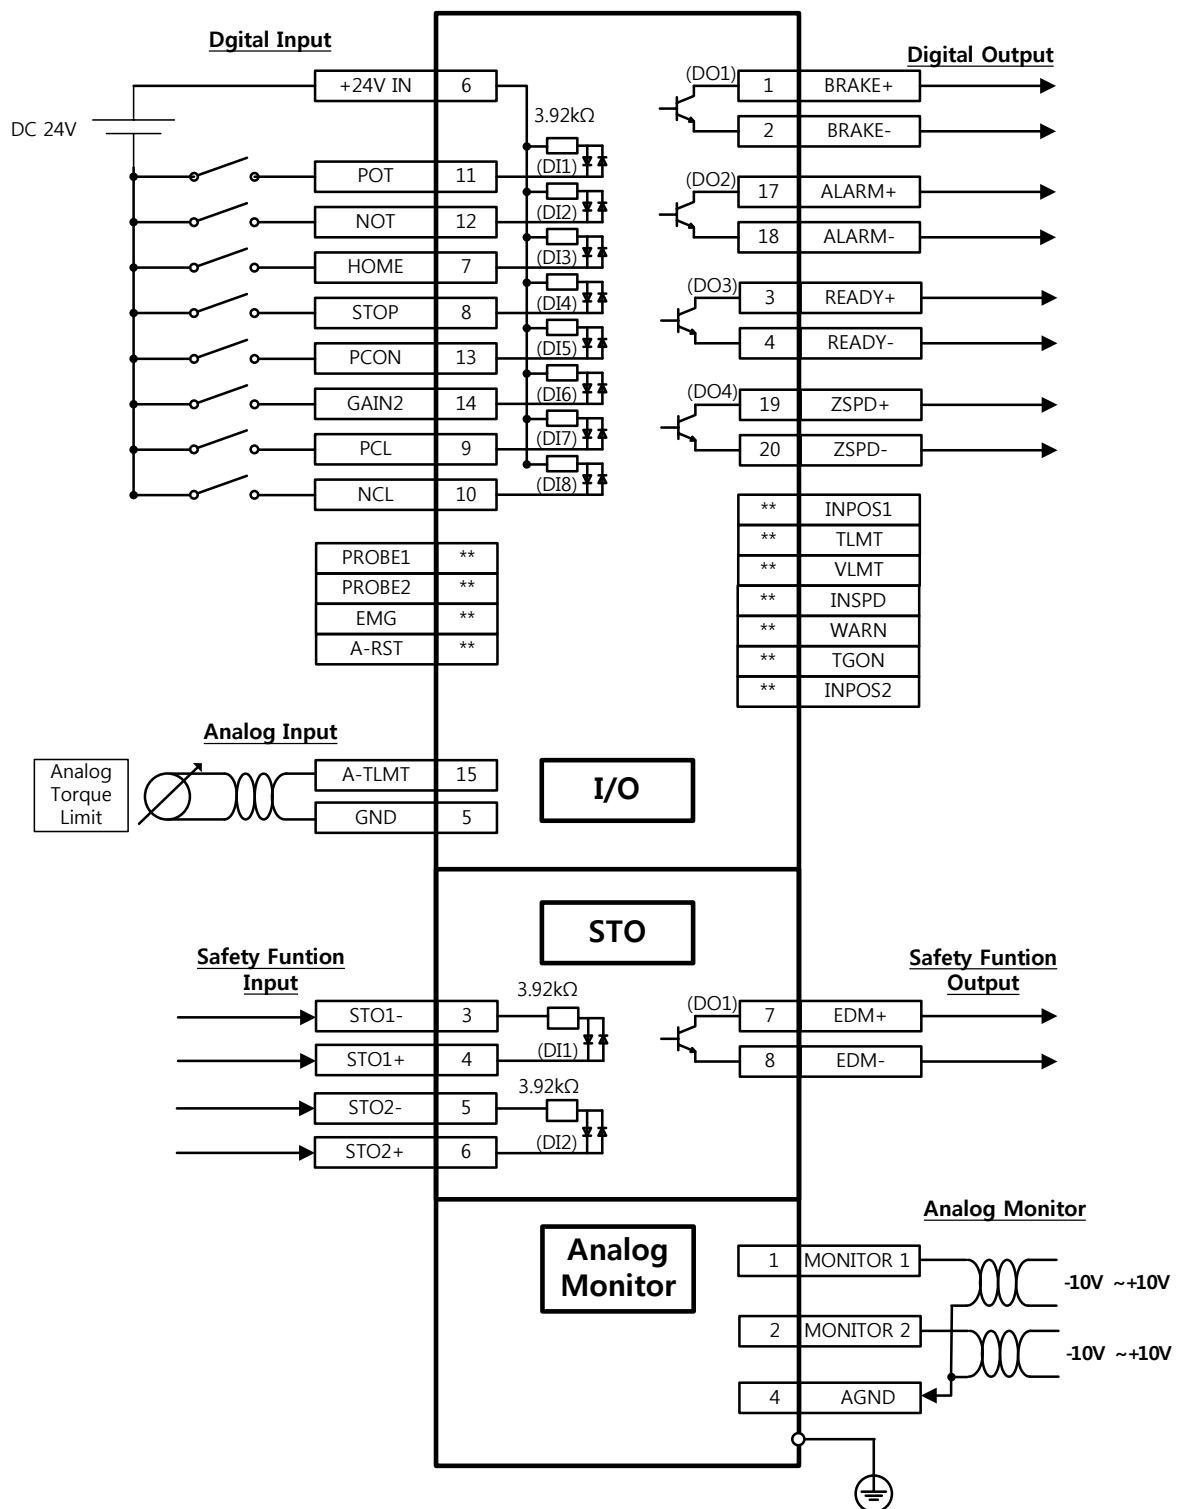 Dgital Input
+24V IN 6
DC 24V
3.92kΩ
(DI1)
POT 11
(DI2)
NOT 12
(DI3)
HOME 7
(DI4)
STOP 8
(DI5)
PCON 13
(DI6)
GAIN2 14
(DI7)
PCL 9
(DI8)
NCL 10
PROBE1 **
PROBE2 **
EMG **
A-RST **
Digital Output
(DO1)
1 BRAKE+
2 BRAKE-
(DO2)
17 ALARM+
18 ALARM-
(DO3)
3 READY+
4 READY-
(DO4)
19 ZSPD+
20 ZSPD-
** INPOS1
** TLMT
** VLMT
** INSPD
** WARN
** TGON
** INPOS2
Analog Input
Analog
Torque
Limit
A-TLMT 15
GND 5
I/O
STO
Safety Funtion
Input
3.92kΩ
STO1- 3
(DI1)
STO1+ 4
3.92kΩ
STO2- 5
(DI2)
STO2+ 6
Safety Funtion
Output
(DO1)
7 EDM+
8 EDM-
Analog
Monitor
Analog Monitor
1 MONITOR 1
-10V ~+10V
2 MONITOR 2
-10V ~+10V
4 AGND